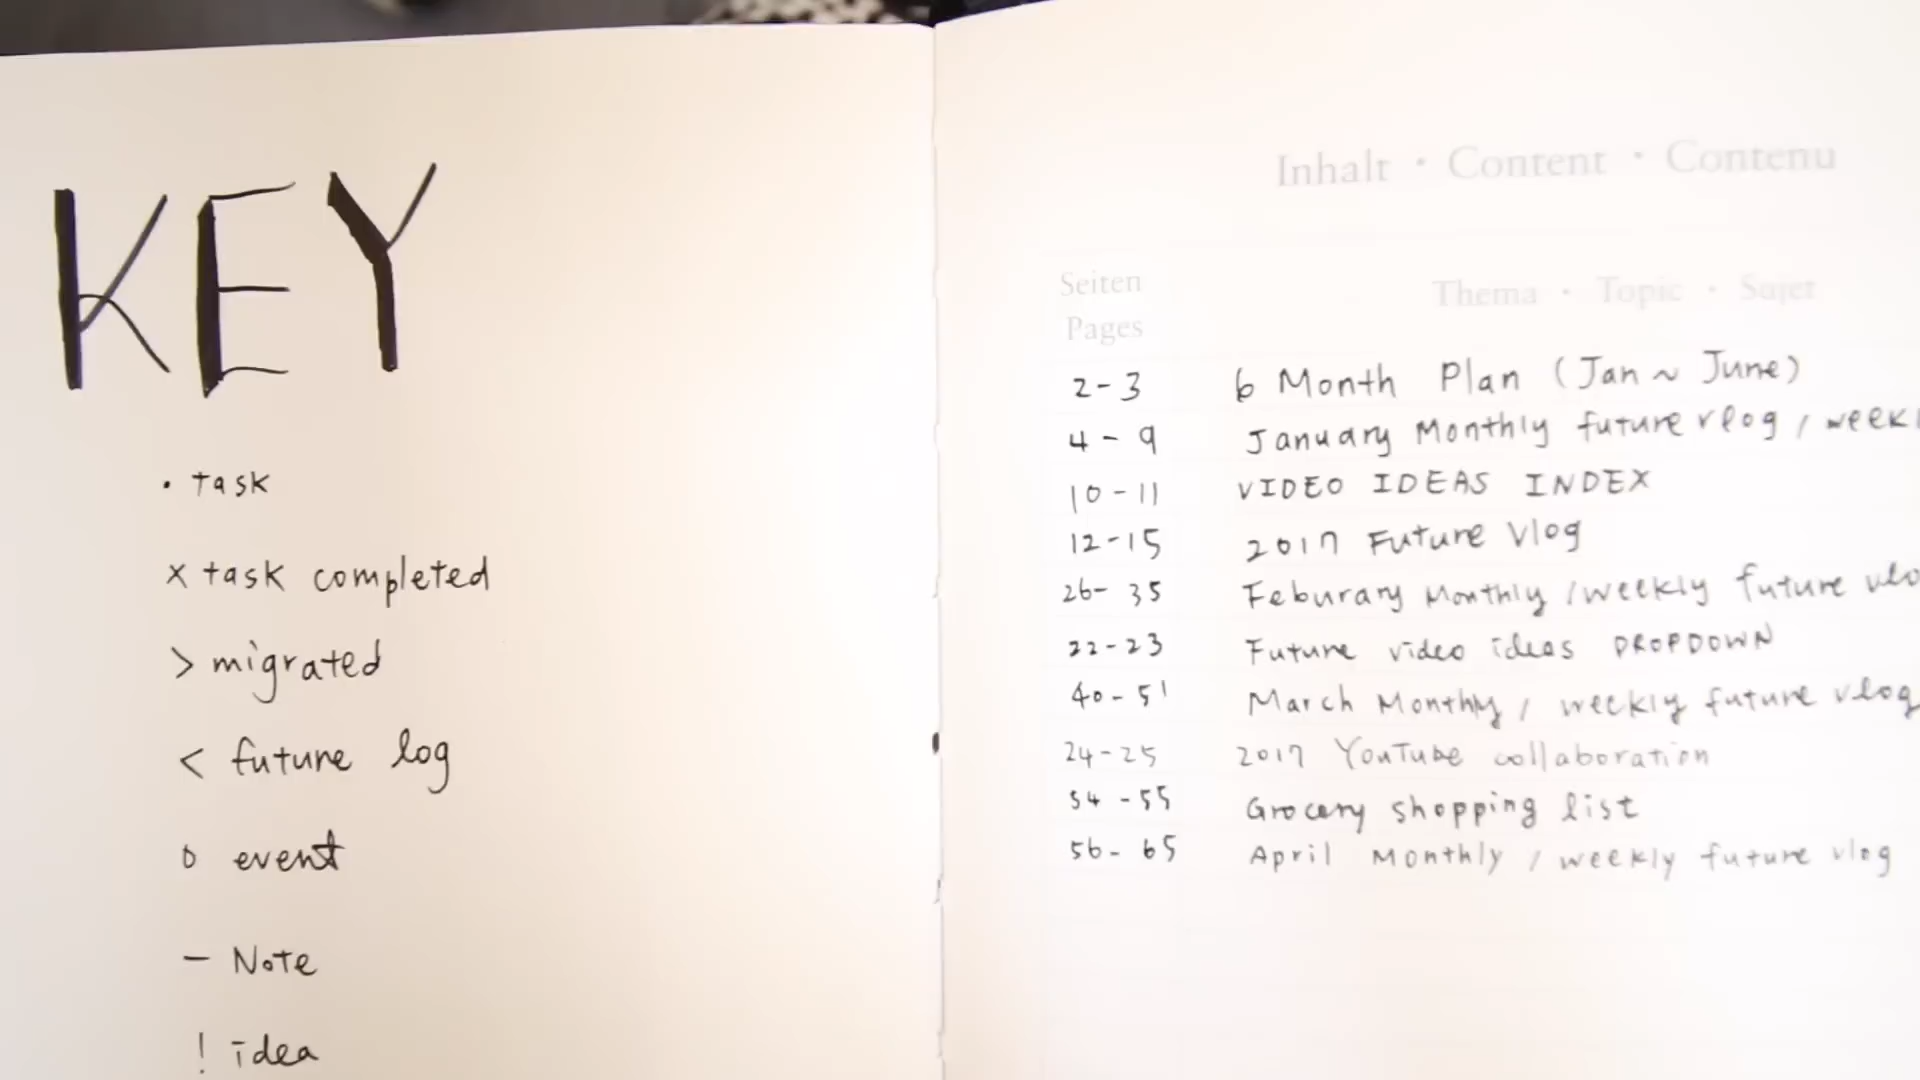 KEY
• task
x task completed
> migrated
< future log
o event
– Note
! idea
Inhalt • Content • Contenu
Seiten
Pages
Thema • Topic • Sujet
2-3 6 Month Plan (Jan ~ June)
4-9 January Monthly future vlog / weekl
10-11 VIDEO IDEAS INDEX
12-15 2017 Future Vlog
26-35 Feburary Monthly / weekly future vlo
22-23 Future video ideas DROPDOWN
40-51 March Monthly / weekly future vlog
24-25 2017 YouTube collaboration
54-55 Grocery shopping list
56-65 April Monthly / weekly future vlog